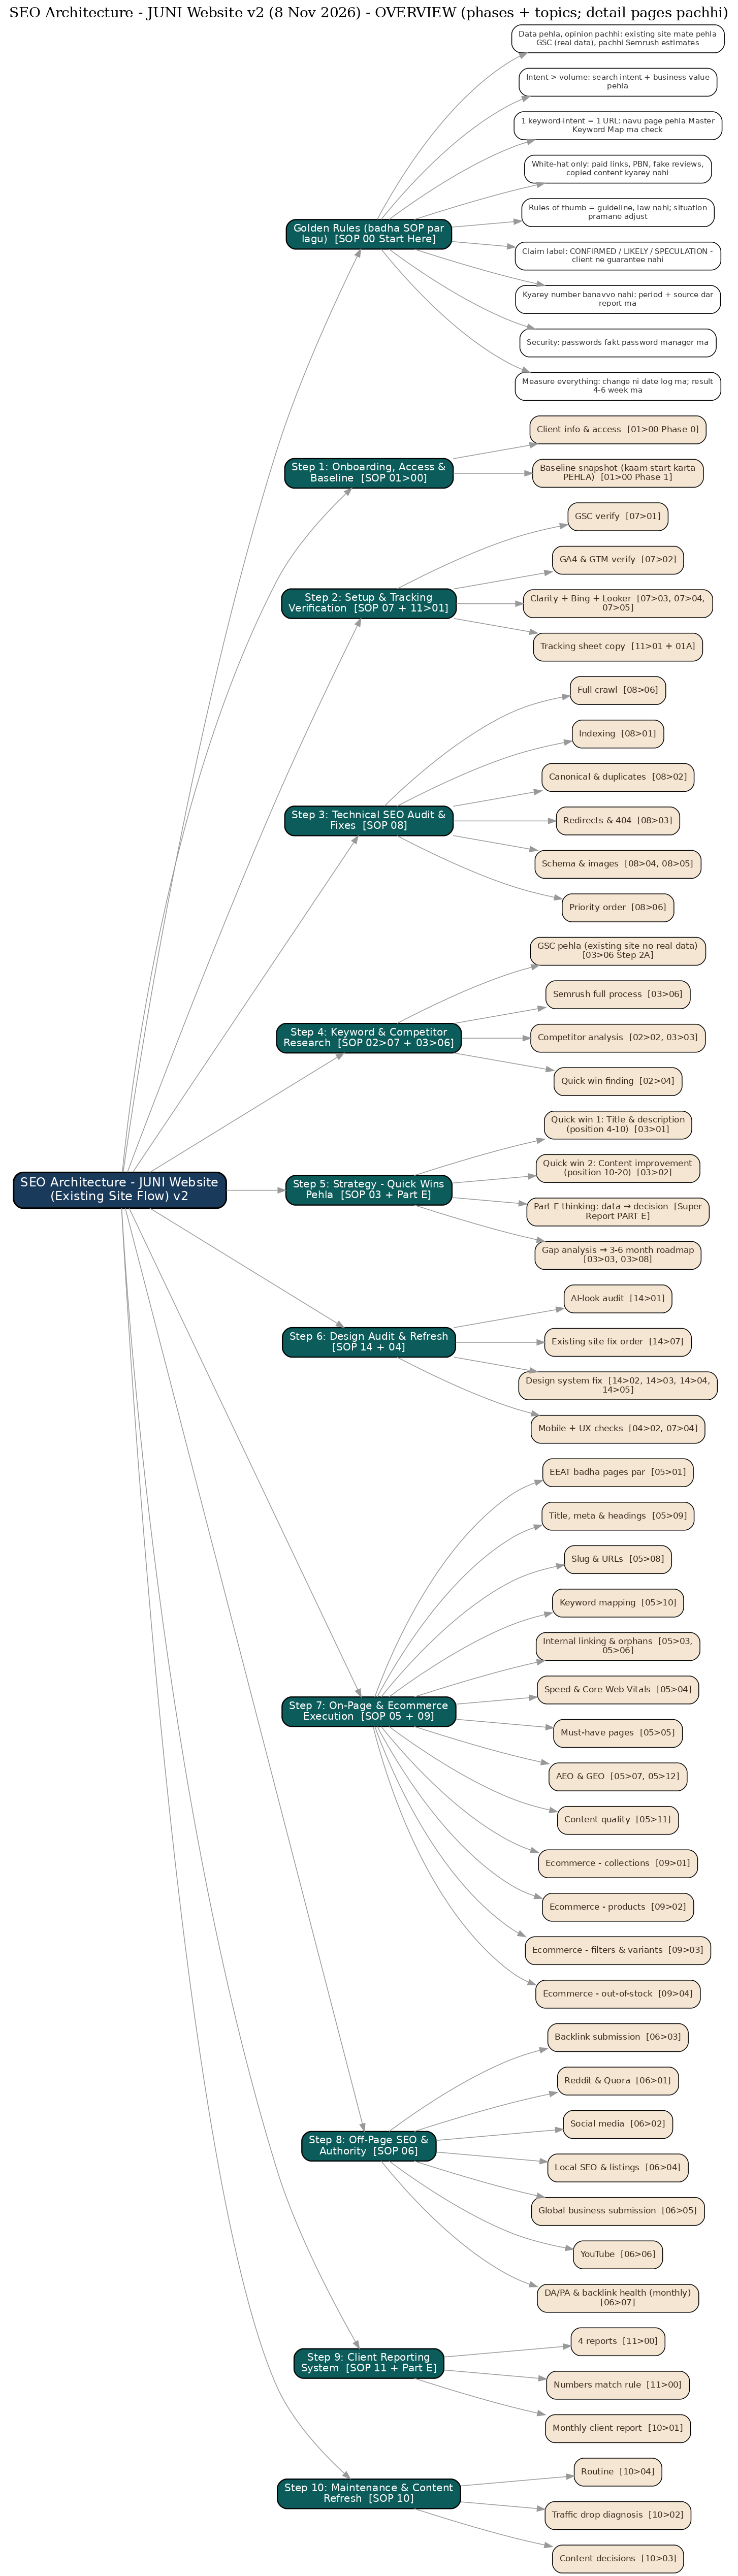 SEO Architecture - JUNI Website v2 (8 Nov 2026) - OVERVIEW (phases + topics; detail pages pachhi)
Data pehla, opinion pachhi: existing site mate pehla
GSC (real data), pachhi Semrush estimates
Intent > volume: search intent + business value
pehla
1 keyword-intent = 1 URL: navu page pehla Master
Keyword Map ma check
White-hat only: paid links, PBN, fake reviews,
copied content kyarey nahi
Golden Rules (badha SOP par
lagu) [SOP 00 Start Here]
Rules of thumb = guideline, law nahi; situation
pramane adjust
Claim label: CONFIRMED / LIKELY / SPECULATION -
client ne guarantee nahi
Kyarey number banavvo nahi: period + source dar
report ma
Security: passwords fakt password manager ma
Measure everything: change ni date log ma; result
4-6 week ma
Step 1: Onboarding, Access &
Baseline [SOP 01>00]
Client info & access [01>00 Phase 0]
Baseline snapshot (kaam start karta
PEHLA) [01>00 Phase 1]
Step 2: Setup & Tracking
Verification [SOP 07 + 11>01]
GSC verify [07>01]
GA4 & GTM verify [07>02]
Clarity + Bing + Looker [07>03, 07>04,
07>05]
Tracking sheet copy [11>01 + 01A]
Step 3: Technical SEO Audit &
Fixes [SOP 08]
Full crawl [08>06]
Indexing [08>01]
Canonical & duplicates [08>02]
Redirects & 404 [08>03]
Schema & images [08>04, 08>05]
Priority order [08>06]
Step 4: Keyword & Competitor
Research [SOP 02>07 + 03>06]
GSC pehla (existing site no real data)
[03>06 Step 2A]
Semrush full process [03>06]
Competitor analysis [02>02, 03>03]
Quick win finding [02>04]
SEO Architecture - JUNI Website
(Existing Site Flow) v2
Step 5: Strategy - Quick Wins
Pehla [SOP 03 + Part E]
Quick win 1: Title & description
(position 4-10) [03>01]
Quick win 2: Content improvement
(position 10-20) [03>02]
Part E thinking: data → decision [Super
Report PART E]
Gap analysis → 3-6 month roadmap
[03>03, 03>08]
Step 6: Design Audit & Refresh
[SOP 14 + 04]
AI-look audit [14>01]
Existing site fix order [14>07]
Design system fix [14>02, 14>03, 14>04,
14>05]
Mobile + UX checks [04>02, 07>04]
Step 7: On-Page & Ecommerce
Execution [SOP 05 + 09]
EEAT badha pages par [05>01]
Title, meta & headings [05>09]
Slug & URLs [05>08]
Keyword mapping [05>10]
Internal linking & orphans [05>03,
05>06]
Speed & Core Web Vitals [05>04]
Must-have pages [05>05]
AEO & GEO [05>07, 05>12]
Content quality [05>11]
Ecommerce - collections [09>01]
Ecommerce - products [09>02]
Ecommerce - filters & variants [09>03]
Ecommerce - out-of-stock [09>04]
Step 8: Off-Page SEO &
Authority [SOP 06]
Backlink submission [06>03]
Reddit & Quora [06>01]
Social media [06>02]
Local SEO & listings [06>04]
Global business submission [06>05]
YouTube [06>06]
DA/PA & backlink health (monthly)
[06>07]
Step 9: Client Reporting
System [SOP 11 + Part E]
4 reports [11>00]
Numbers match rule [11>00]
Monthly client report [10>01]
Step 10: Maintenance & Content
Refresh [SOP 10]
Routine [10>04]
Traffic drop diagnosis [10>02]
Content decisions [10>03]